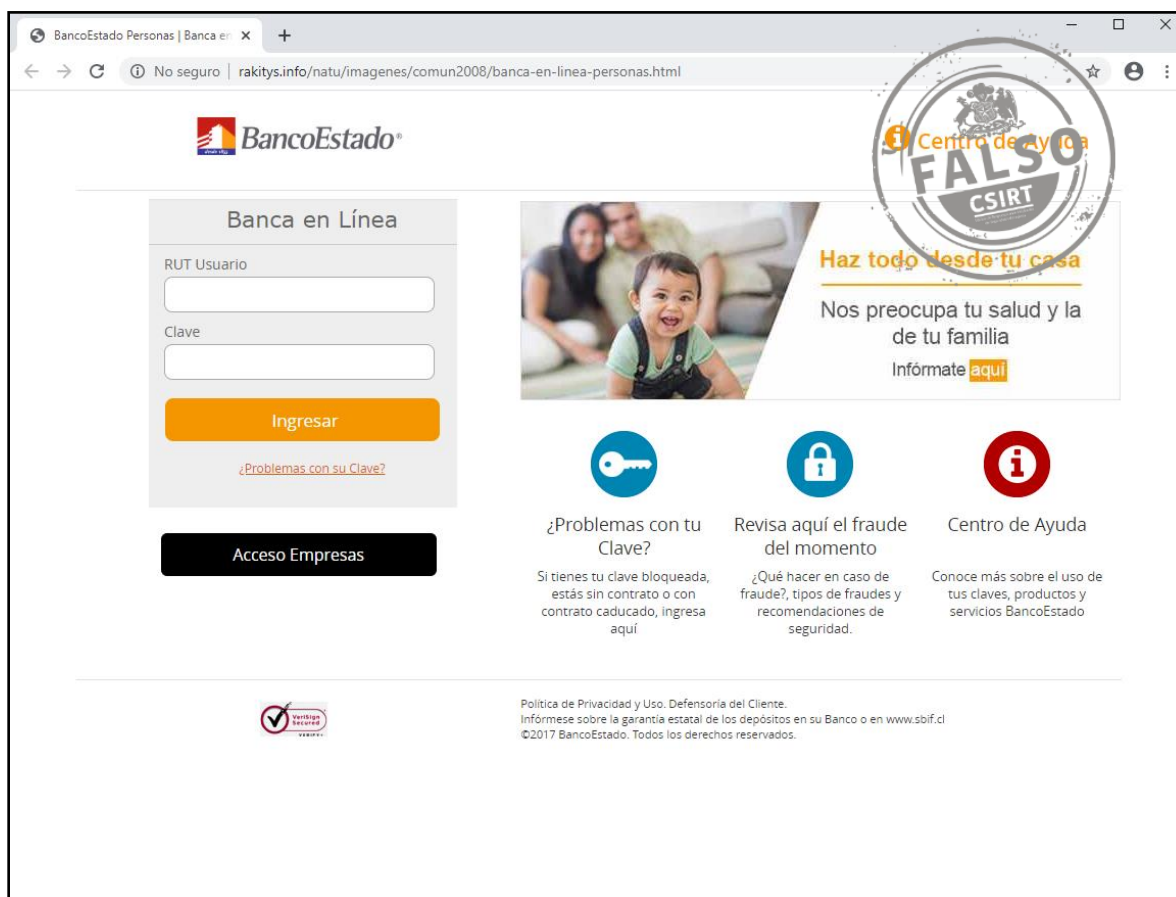 BancoEstado Personas | Banca en
No seguro | rakitys.info/natu/imagenes/comun2008/banca-en-linea-personas.html
BancoEstado®
Centro de Ayuda
FALSO
CSIRT
Banca en Línea
RUT Usuario
Clave
Ingresar
¿Problemas con su Clave?
Acceso Empresas
Haz todo desde tu casa
Nos preocupa tu salud y la
de tu familia
Infórmate aquí
¿Problemas con tu
Clave?
Si tienes tu clave bloqueada,
estás sin contrato o con
contrato caducado, ingresa
aquí
Revisa aquí el fraude
del momento
¿Qué hacer en caso de
fraude?, tipos de fraudes y
recomendaciones de
seguridad.
Centro de Ayuda
Conoce más sobre el uso de
tus claves, productos y
servicios BancoEstado
VeriSign
Secured
Política de Privacidad y Uso. Defensoría del Cliente.
Infórmese sobre la garantía estatal de los depósitos en su Banco o en www.sbif.cl
©2017 BancoEstado. Todos los derechos reservados.